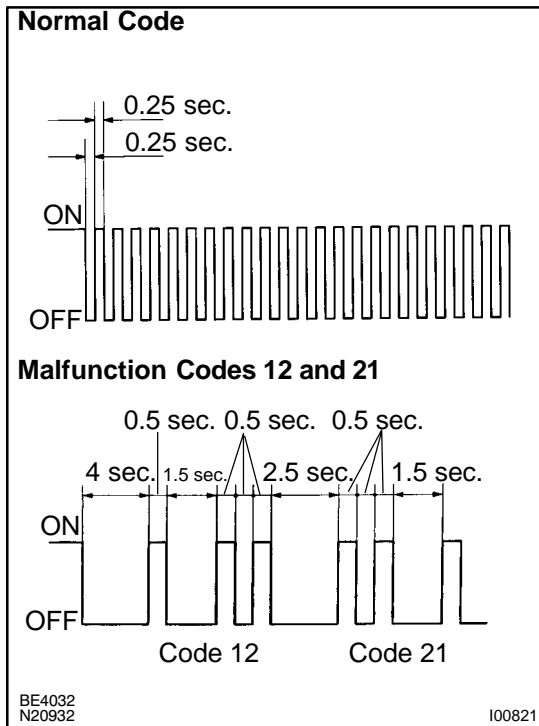 Normal Code
0.25 sec.
0.25 sec.
ON
OFF
Malfunction Codes 12 and 21
0.5 sec. 0.5 sec. 0.5 sec.
4 sec. 1.5 sec. 2.5 sec. 1.5 sec.
ON
OFF
Code 12 Code 21
BE4032
N20932 I00821